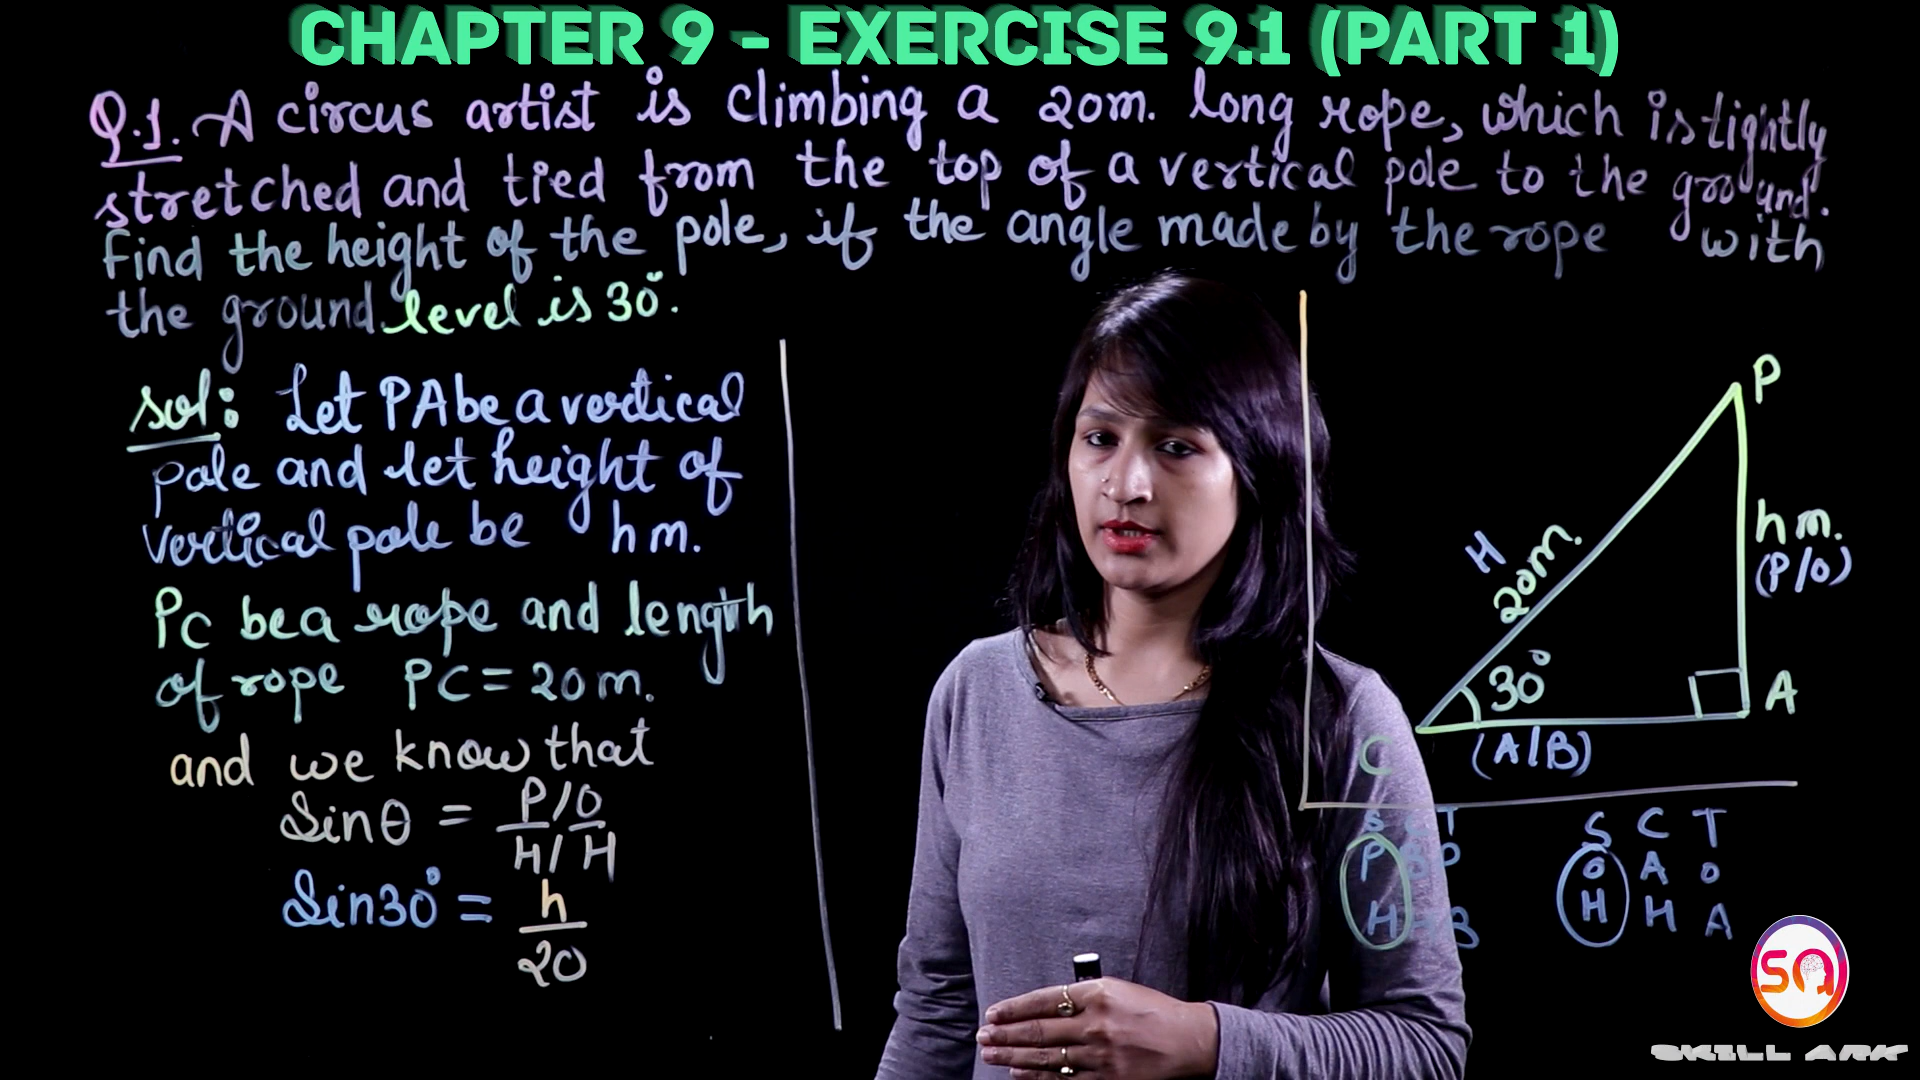 CHAPTER 9 - EXERCISE 9.1 (PART 1)
Q.1. A circus artist is climbing a 20m. long rope, which is tightly
stretched and tied from the top of a vertical pole to the ground.
Find the height of the pole, if the angle made by the rope with
the ground level is 30°.
Sol: Let PA be a vertical
pole and let height of
vertical pole be h m.
PC be a rope and length
of rope PC = 20 m.
and we know that
Sinθ = P/O
H/H
Sin30° = h
20
P
H
20m.
h m.
(P/O)
30°
A
C
(A/B)
S C T
P B P
H H B
S C T
O A O
H H A
SA
SKILL ARK